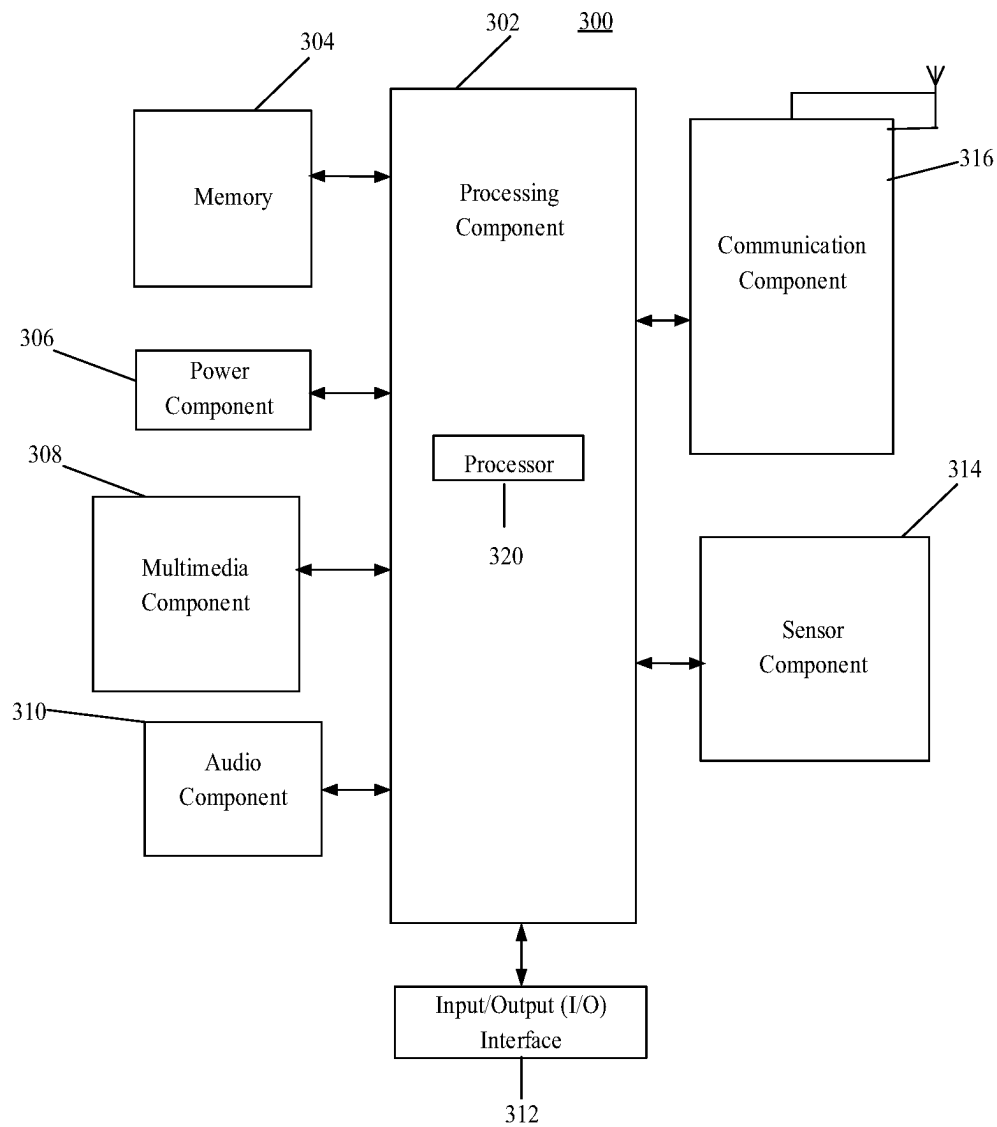 302
300
304
316
Memory
Processing
Component
Communication
Component
306
Power
Component
308
Processor
314
320
Multimedia
Component
Sensor
Component
310
Audio
Component
Input/Output (I/O)
Interface
312